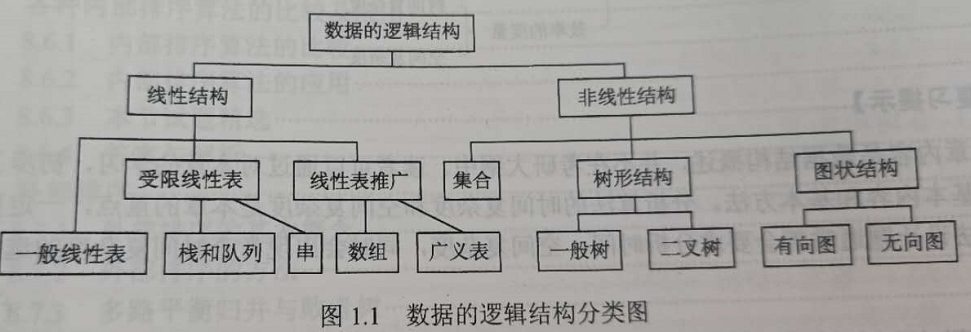 数据的逻辑结构
线性结构
非线性结构
受限线性表
线性表推广
集合
树形结构
图状结构
一般线性表
栈和队列
串
数组
广义表
一般树
二叉树
有向图
无向图
图 1.1 数据的逻辑结构分类图